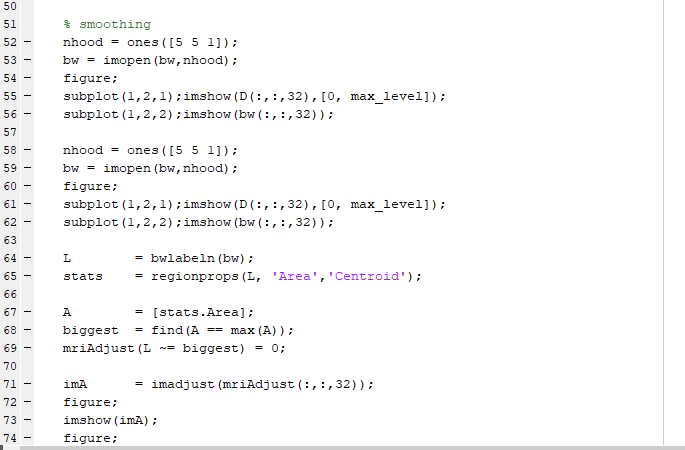 50
51 % smoothing
52 – nhood = ones([5 5 1]);
53 – bw = imopen(bw,nhood);
54 – figure;
55 – subplot(1,2,1);imshow(D(:,:,32),[0, max_level]);
56 – subplot(1,2,2);imshow(bw(:,:,32));
57
58 – nhood = ones([5 5 1]);
59 – bw = imopen(bw,nhood);
60 – figure;
61 – subplot(1,2,1);imshow(D(:,:,32),[0, max_level]);
62 – subplot(1,2,2);imshow(bw(:,:,32));
63
64 – L = bwlabeln(bw);
65 – stats = regionprops(L, 'Area','Centroid');
66
67 – A = [stats.Area];
68 – biggest = find(A == max(A));
69 – mriAdjust(L ~= biggest) = 0;
70
71 – imA = imadjust(mriAdjust(:,:,32));
72 – figure;
73 – imshow(imA);
74 – figure;